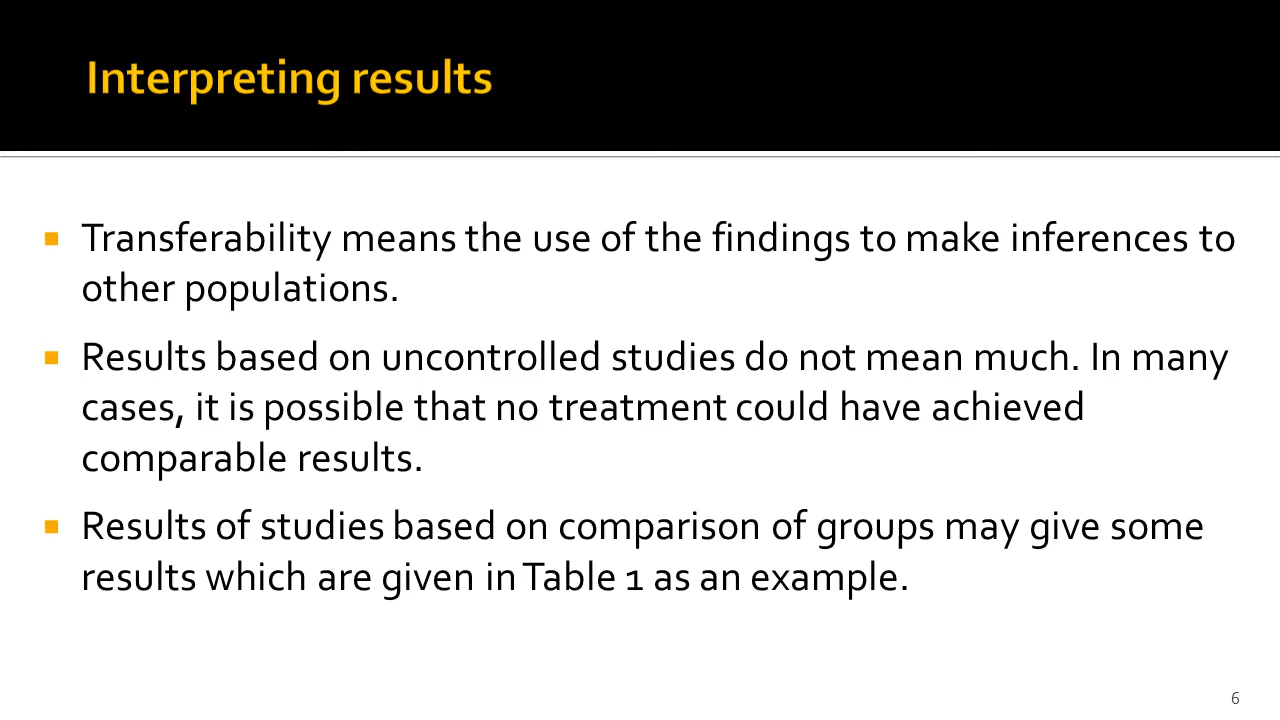 Interpreting results
Transferability means the use of the findings to make inferences to
other populations.
Results based on uncontrolled studies do not mean much. In many
cases, it is possible that no treatment could have achieved
comparable results.
Results of studies based on comparison of groups may give some
results which are given in Table 1 as an example.
6